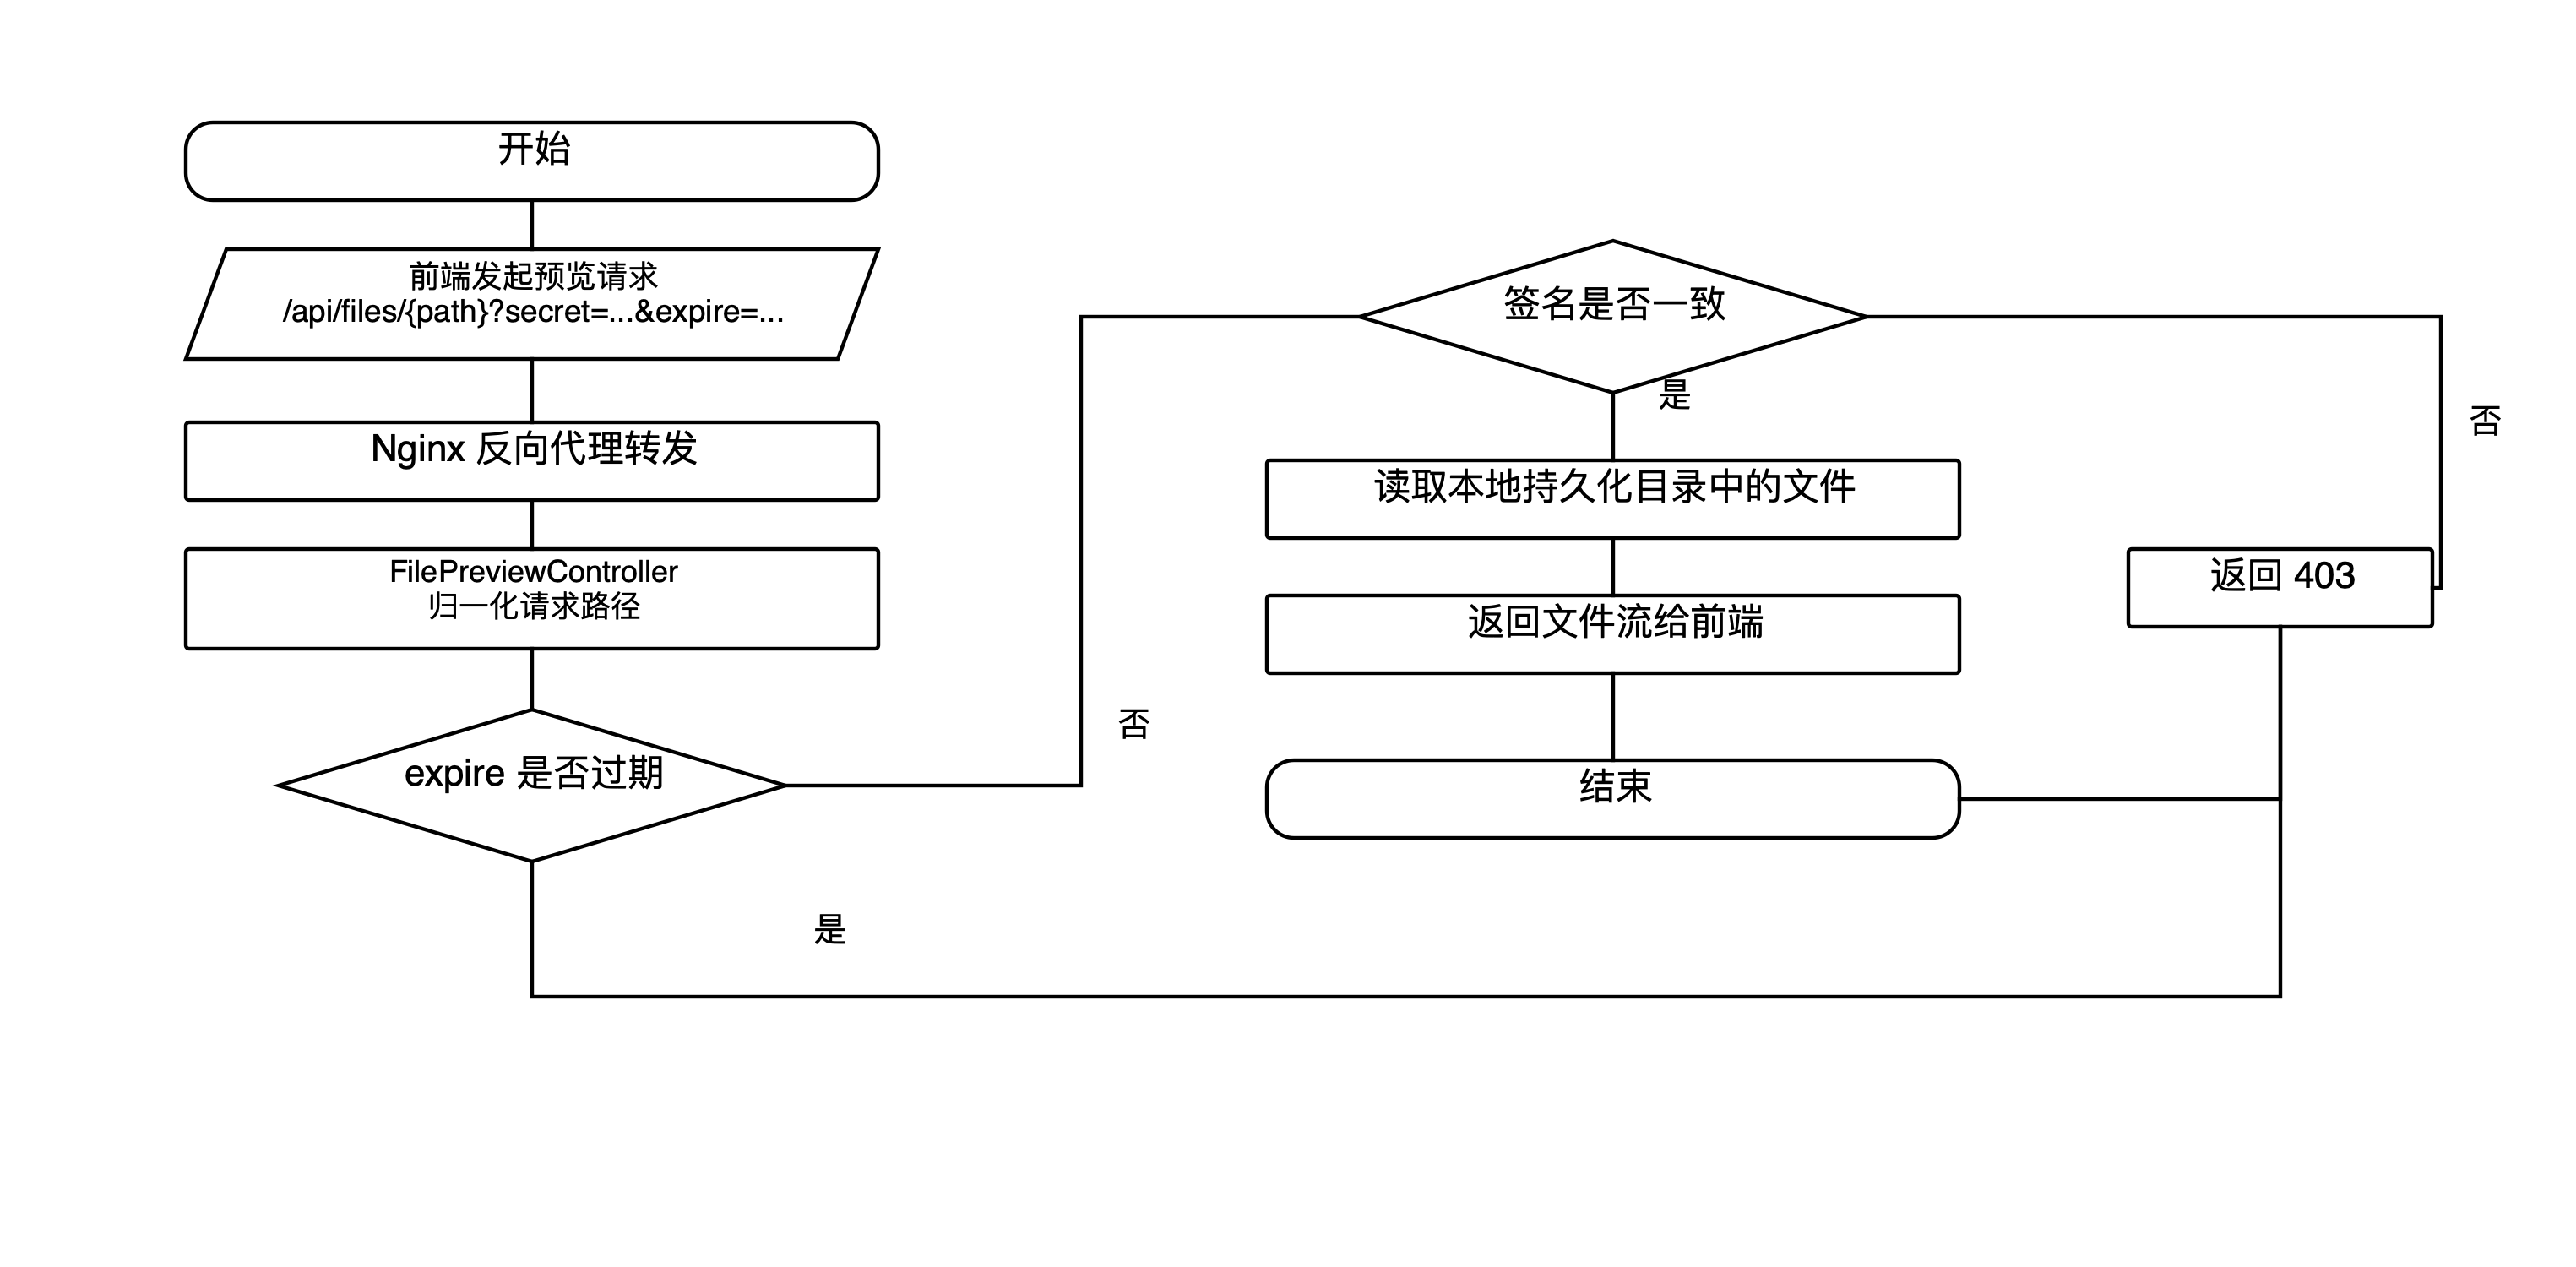 开始
前端发起预览请求
/api/files/{path}?secret=...&expire=...
Nginx 反向代理转发
FilePreviewController
归一化请求路径
expire 是否过期
是
否
签名是否一致
是
读取本地持久化目录中的文件
返回文件流给前端
结束
否
返回 403